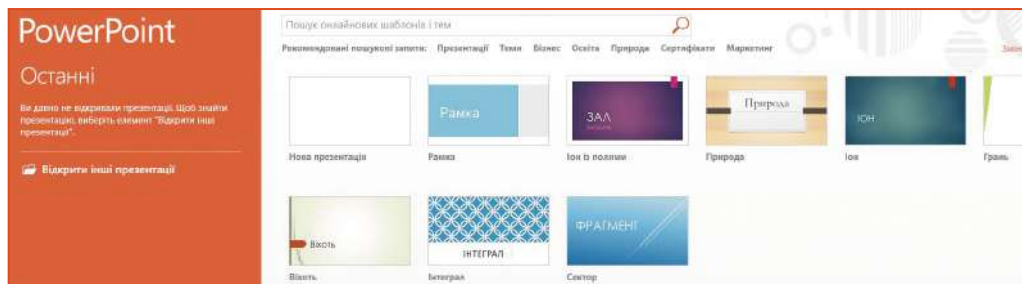 PowerPoint
Останні
Ви давно не відкривали презентації. Щоб знайти
презентацію, виберіть елемент "Відкрити інші
презентації".
Відкрити інші презентації
Пошук онлайнових шаблонів і тем
Рекомендовані пошукові запити: Презентації Теми Бізнес Освіта Природа Сертифікати Маркетинг
Рамка
ЗАЛ
Природа
ІОН
Нова презентація
Рамка
Іон із полями
Природа
Іон
Грань
Віхоть
ІНТЕГРАЛ
ФРАГМЕНТ
Віхоть
Інтеграл
Сектор